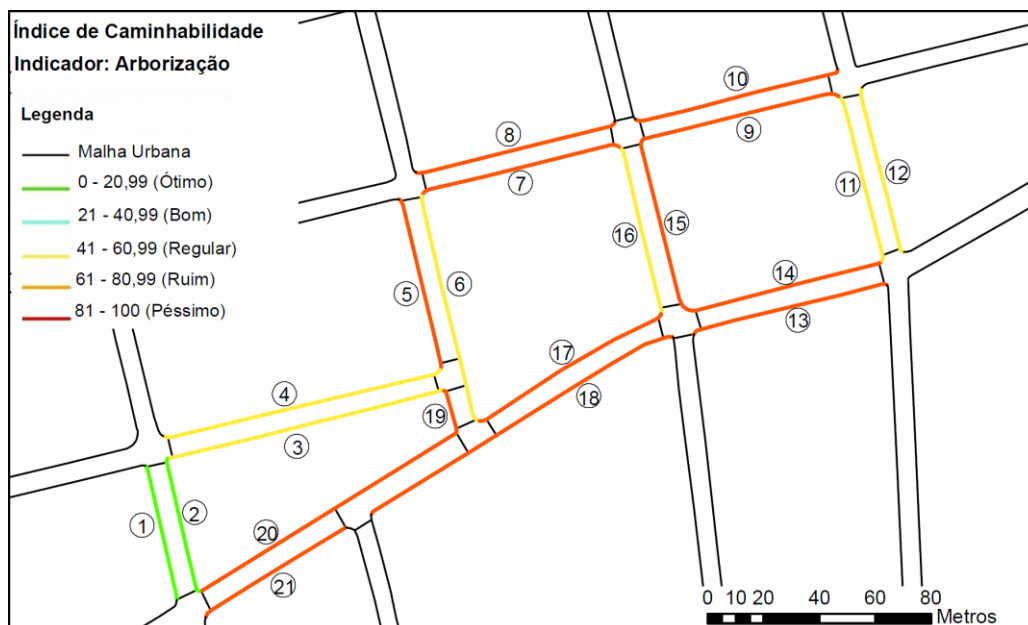 Índice de Caminhabilidade
Indicador: Arborização
Legenda
Malha Urbana
0 - 20,99 (Ótimo)
21 - 40,99 (Bom)
41 - 60,99 (Regular)
61 - 80,99 (Ruim)
81 - 100 (Péssimo)
10
8
9
7
12
11
15
16
6
5
14
13
17
4
18
19
3
2
1
20
21
0 10 20 40 60 80
Metros